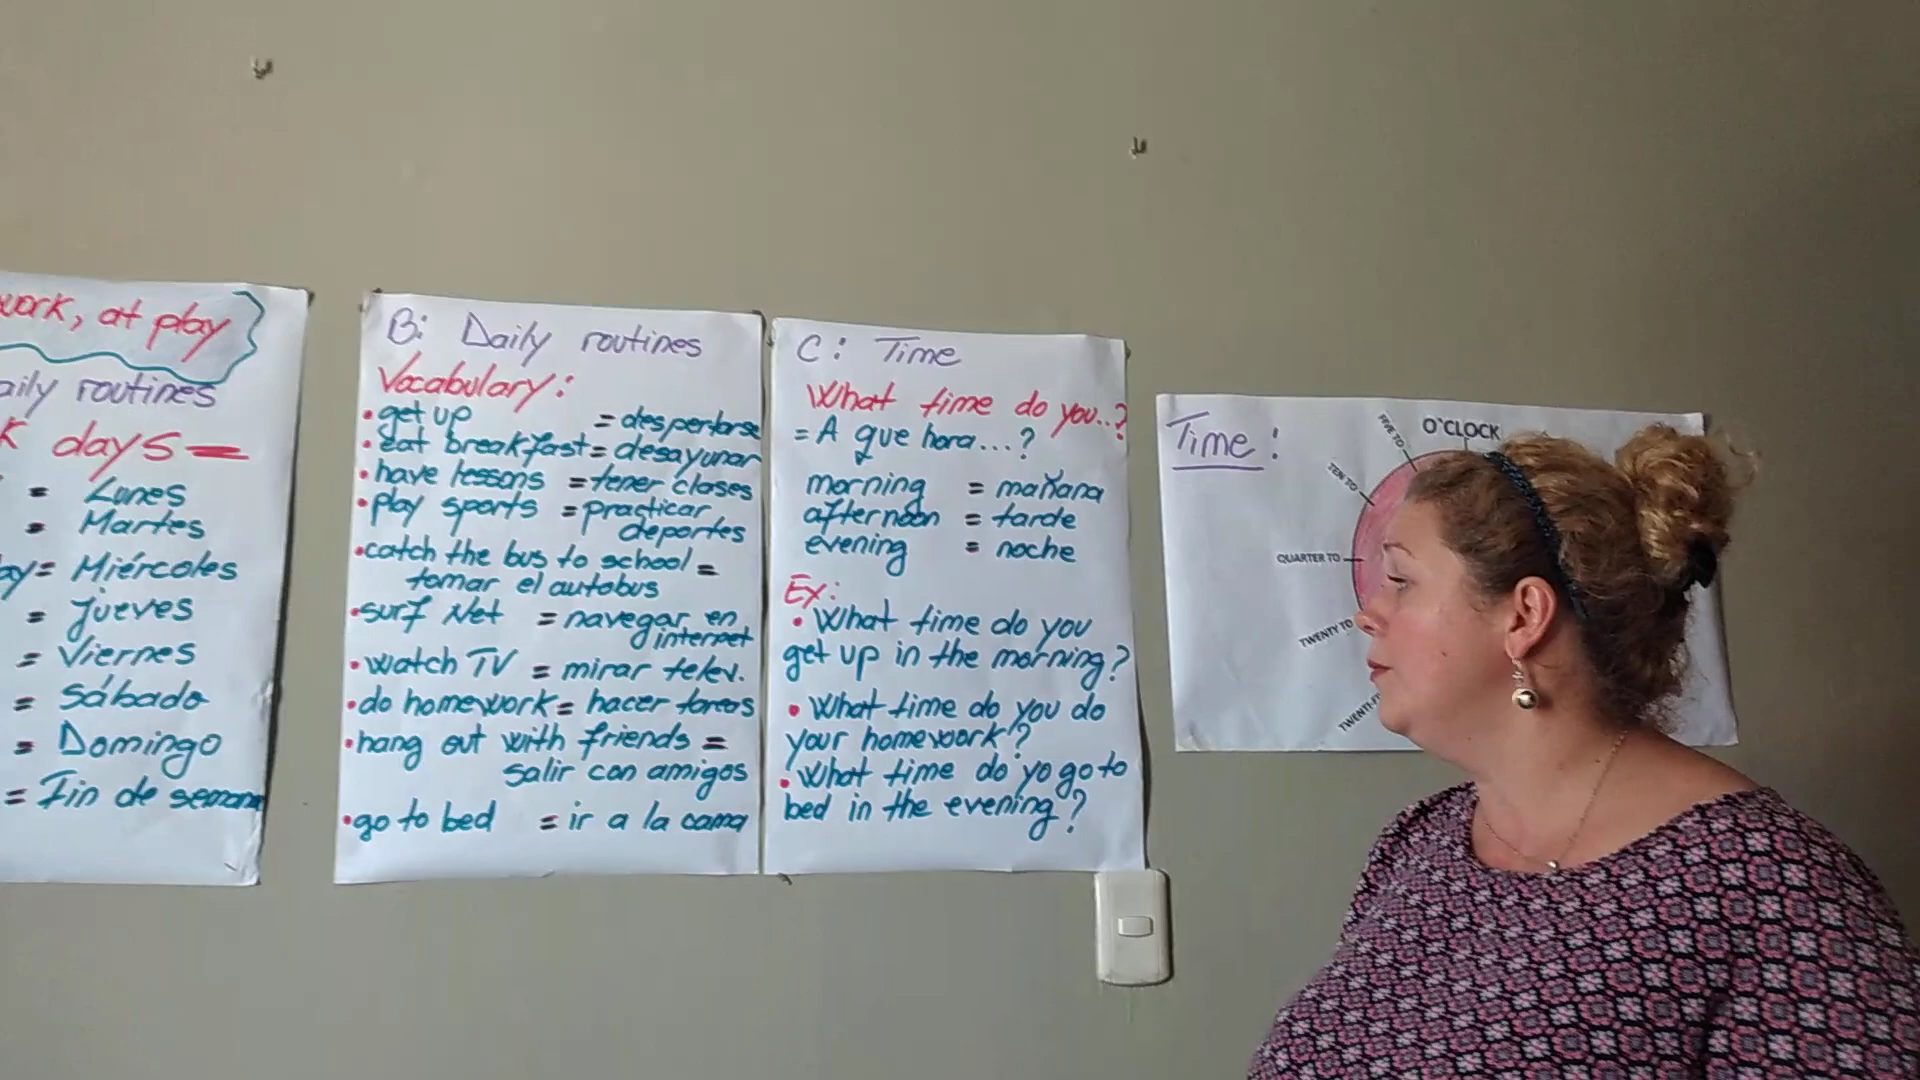 work, at play
routines
days =
= Lunes
= Martes
= Miércoles
= Jueves
= Viernes
= Sábado
= Domingo
= Fin de semana
B: Daily routines
Vocabulary:
• get up = despertarse
• eat breakfast = desayunar
• have lessons = tener clases
• play sports = practicar
deportes
• catch the bus to school =
tomar el autobus
• surf Net = navegar en
internet
• watch TV = mirar telev.
• do homework = hacer tareas
• hang out with friends =
salir con amigos
• go to bed = ir a la cama
C: Time
What time do you..?
= A que hora...?
morning = mañana
afternoon = tarde
evening = noche
Ex:
• What time do you
get up in the morning?
• What time do you do
your homework?
• What time do yo go to
bed in the evening?
Time:
O'CLOCK
FIVE TO
TEN TO
QUARTER TO
TWENTY TO